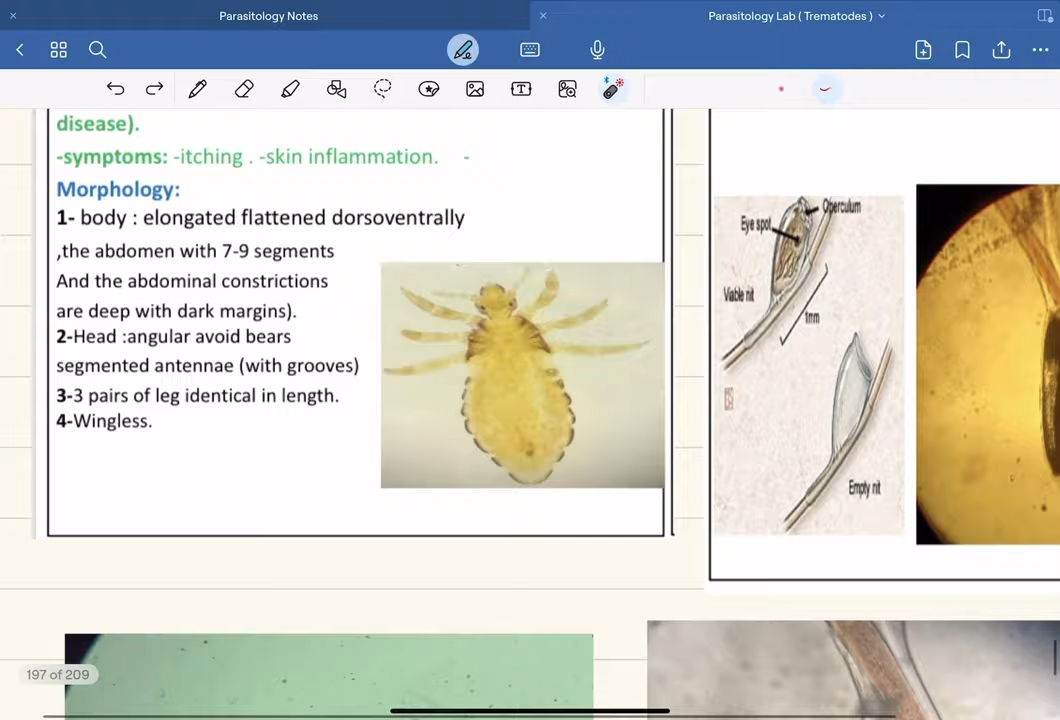 Parasitology Notes
Parasitology Lab ( Trematodes )
disease).
-symptoms: -itching . -skin inflammation. -
Morphology:
1- body : elongated flattened dorsoventrally
,the abdomen with 7-9 segments
And the abdominal constrictions
are deep with dark margins).
2-Head :angular avoid bears
segmented antennae (with grooves)
3-3 pairs of leg identical in length.
4-Wingless.
Operculum
Eye spot
Viable nit
1mm
Empty nit
197 of 209